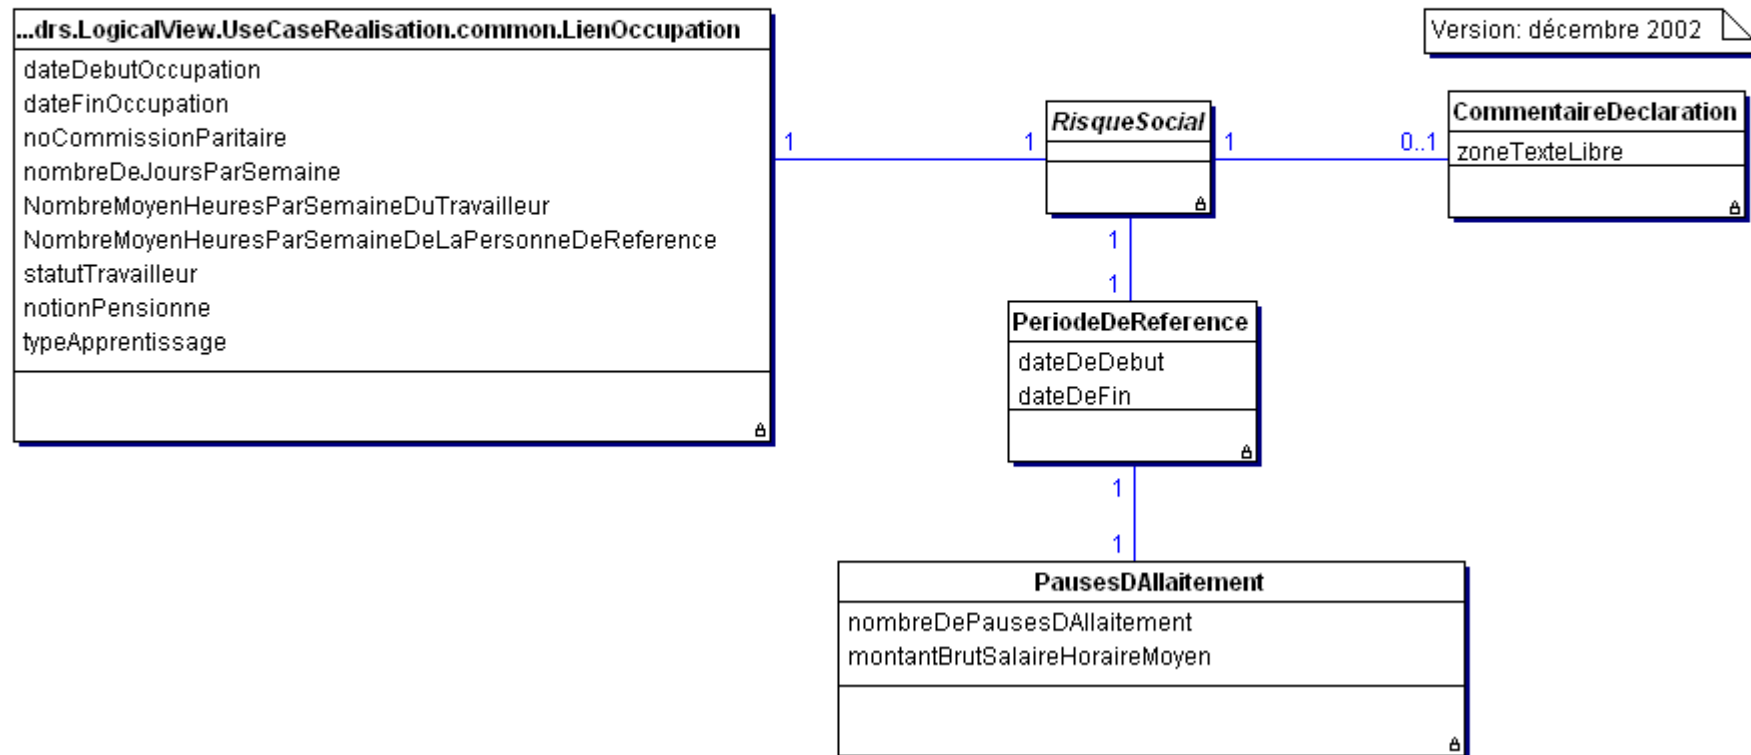 ...drs.LogicalView.UseCaseRealisation.common.LienOccupation
dateDebutOccupation
dateFinOccupation
noCommissionParitaire
nombreDeJoursParSemaine
NombreMoyenHeuresParSemaineDuTravailleur
NombreMoyenHeuresParSemaineDeLaPersonneDeReference
statutTravailleur
notionPensionne
typeApprentissage
1
1
RisqueSocial
1
0..1
Version: décembre 2002
CommentaireDeclaration
zoneTexteLibre
1
1
PeriodeDeReference
dateDeDebut
dateDeFin
1
1
PausesDAllaitement
nombreDePausesDAllaitement
montantBrutSalaireHoraireMoyen